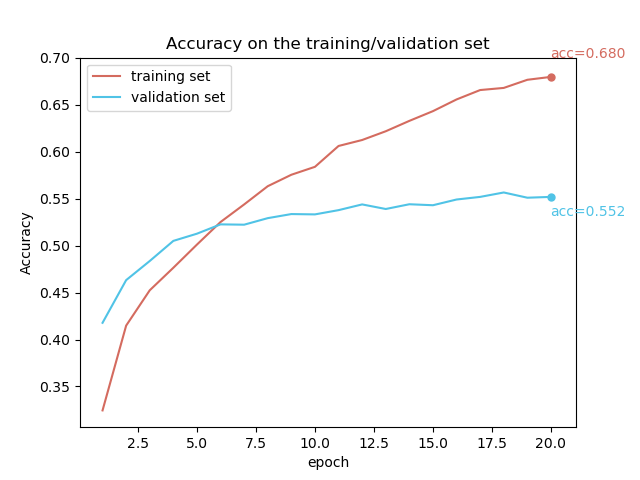 Accuracy on the training/validation set
acc=0.680
training set
validation set
acc=0.552
0.70
0.65
0.60
0.55
0.50
0.45
0.40
0.35
Accuracy
2.5 5.0 7.5 10.0 12.5 15.0 17.5 20.0
epoch